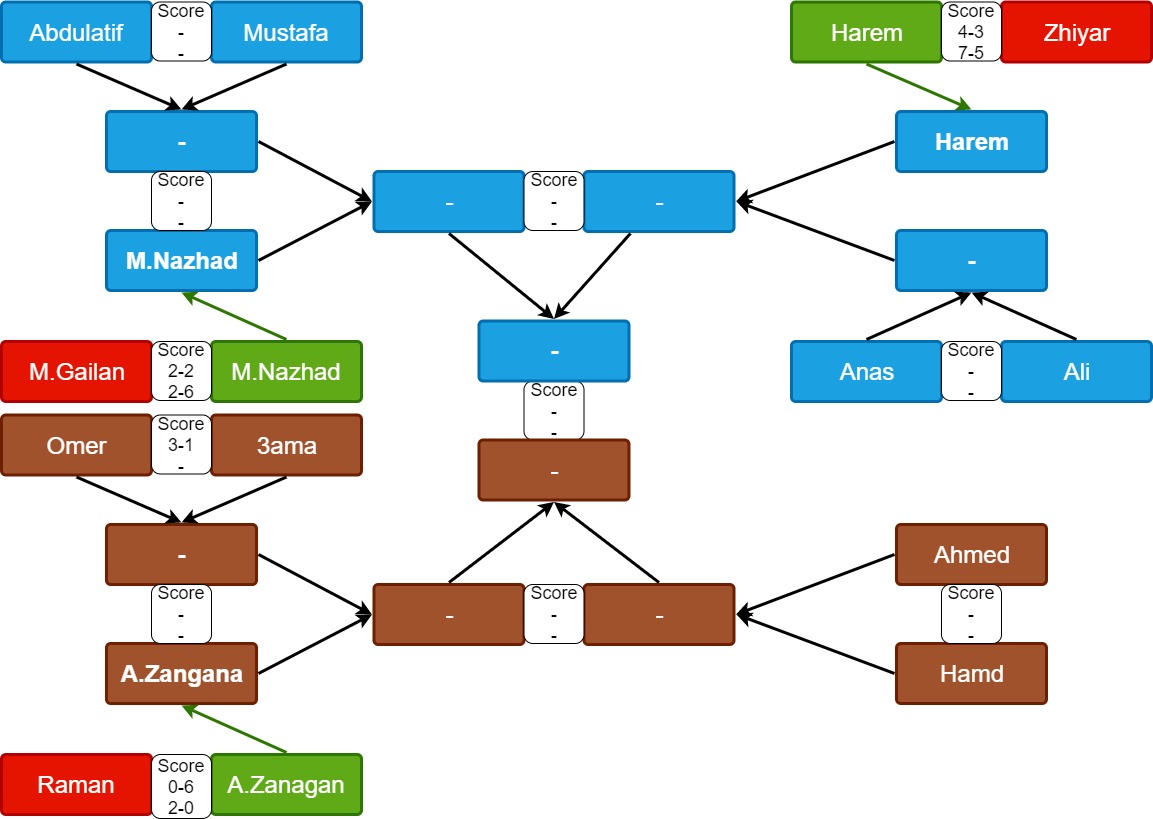 Abdulatif
Score
-
-
Mustafa
Harem
Score
4-3
7-5
Zhiyar
-
Score
-
-
M.Nazhad
Harem
-
Score
-
-
-
-
M.Gailan
Score
2-2
2-6
M.Nazhad
-
Score
-
-
-
Anas
Score
-
-
Ali
Omer
Score
3-1
-
3ama
-
Score
-
-
A.Zangana
-
Score
-
-
-
Ahmed
Score
-
-
Hamd
Raman
Score
0-6
2-0
A.Zanagan